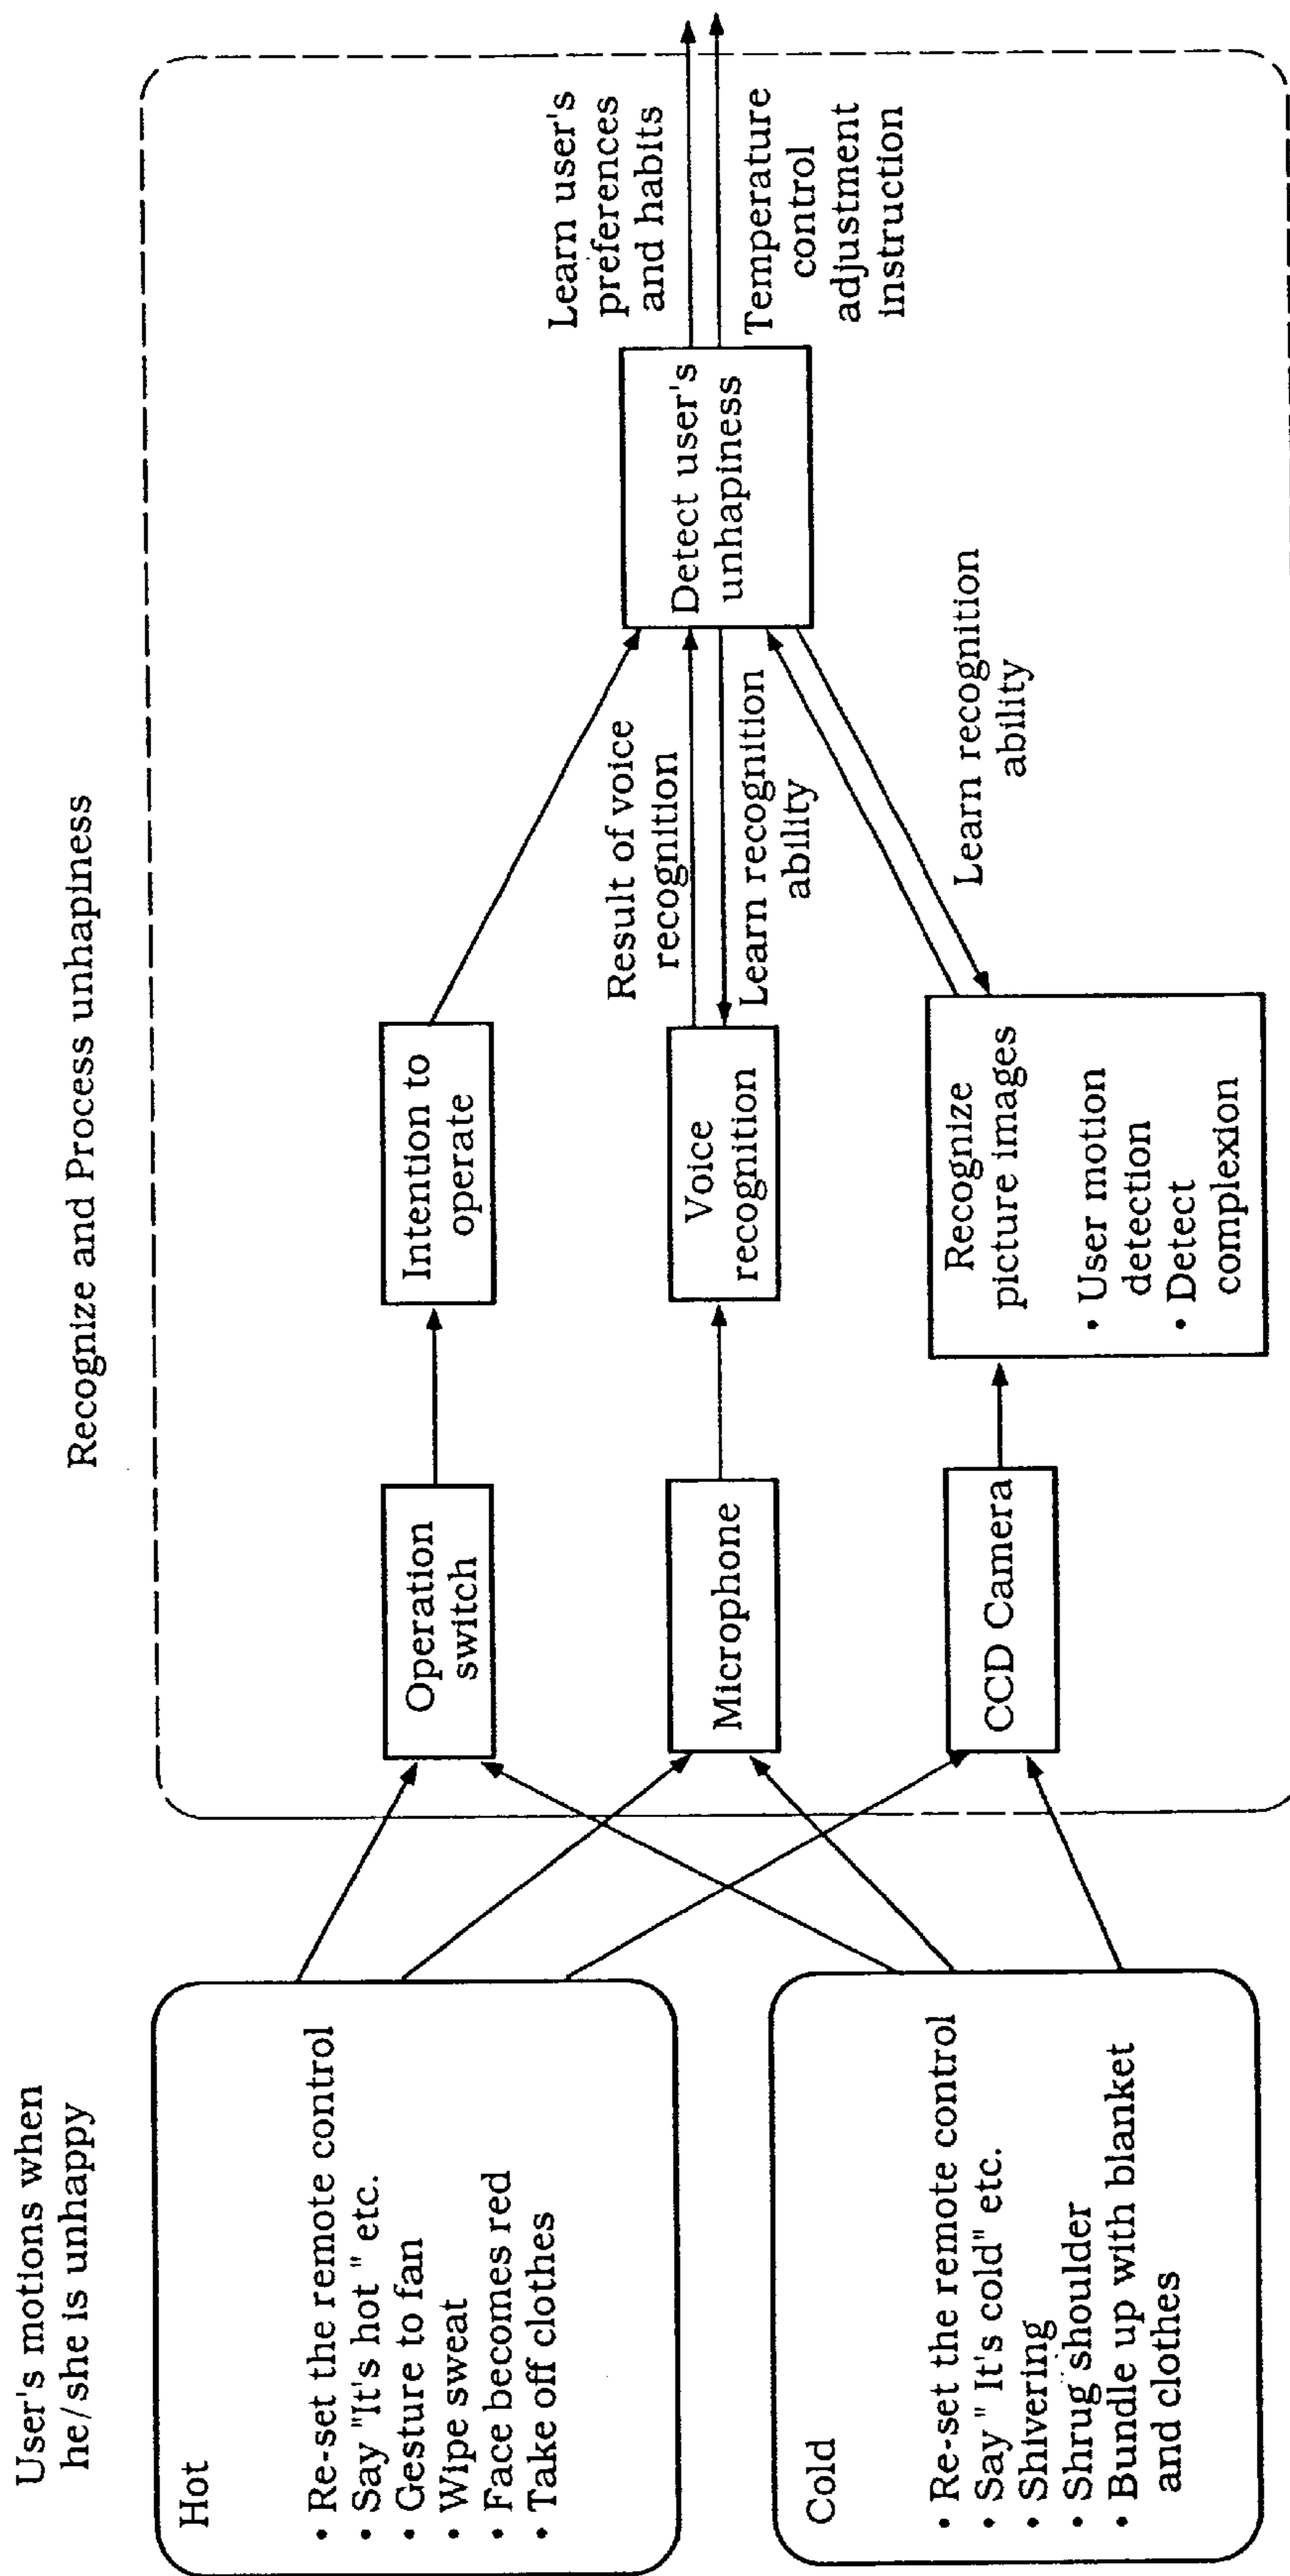 User's motions when
he/she is unhappy
Hot
• Re-set the remote control
• Say "It's hot " etc.
• Gesture to fan
• Wipe sweat
• Face becomes red
• Take off clothes
Cold
• Re-set the remote control
• Say " It's cold" etc.
• Shivering
• Shrug shoulder
• Bundle up with blanket
and clothes
Recognize and Process unhapiness
Operation
switch
Microphone
CCD Camera
Intention to
operate
Voice
recognition
Recognize
picture images
• User motion
detection
• Detect
complexion
Result of voice
recognition
Learn recognition
ability
Learn recognition
ability
Detect user's
unhapiness
Learn user's
preferences
and habits
Temperature
control
adjustment
instruction